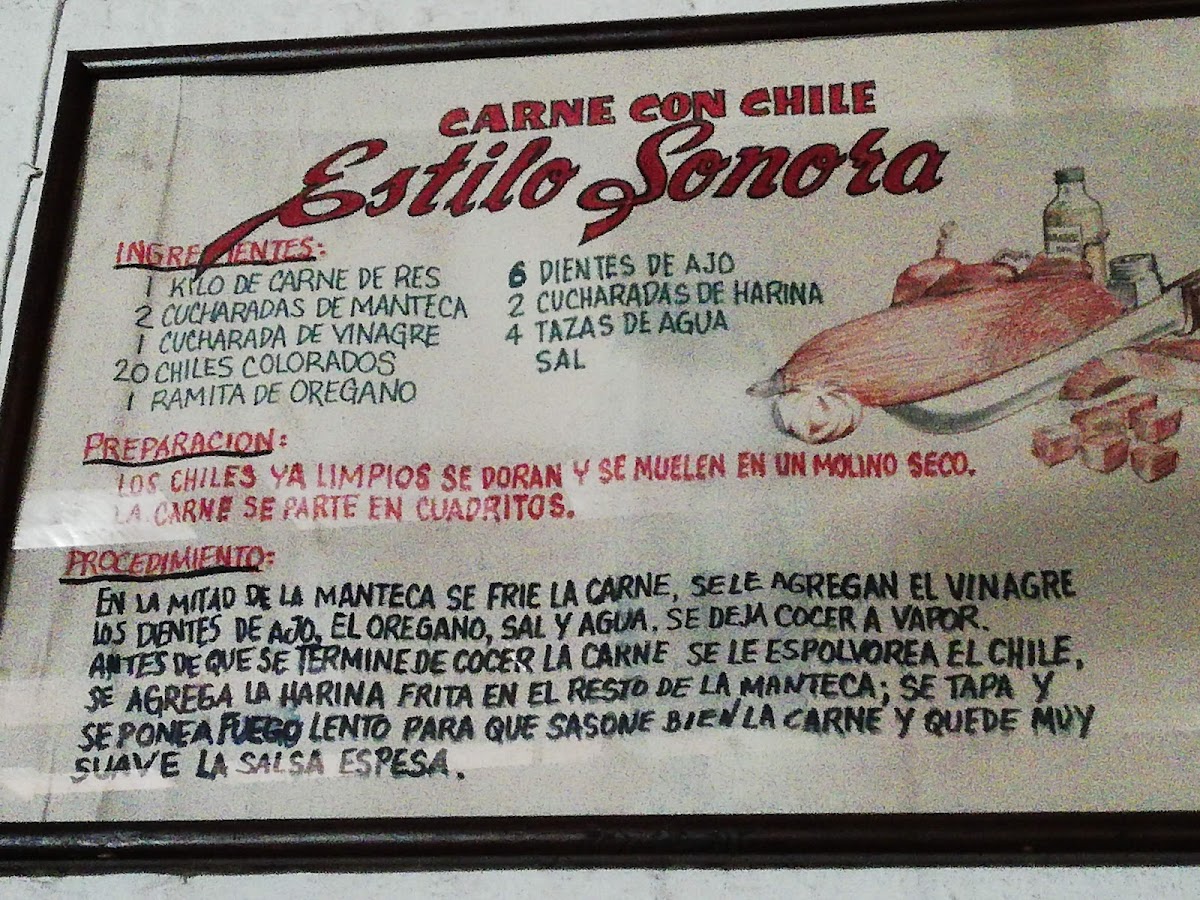 CARNE CON CHILE
Estilo Sonora
INGREDIENTES:
1 KILO DE CARNE DE RES
2 CUCHARADAS DE MANTECA
1 CUCHARADA DE VINAGRE
20 CHILES COLORADOS
1 RAMITA DE OREGANO
6 DIENTES DE AJO
2 CUCHARADAS DE HARINA
4 TAZAS DE AGUA
SAL
PREPARACION:
LOS CHILES YA LIMPIOS SE DORAN Y SE MUELEN EN UN MOLINO SECO.
LA CARNE SE PARTE EN CUADRITOS.
PROCEDIMIENTO:
EN LA MITAD DE LA MANTECA SE FRIE LA CARNE, SE LE AGREGAN EL VINAGRE
LOS DIENTES DE AJO, EL OREGANO, SAL Y AGUA. SE DEJA COCER A VAPOR.
ANTES DE QUE SE TERMINE DE COCER LA CARNE SE LE ESPOLVOREA EL CHILE,
SE AGREGA LA HARINA FRITA EN EL RESTO DE LA MANTECA; SE TAPA Y
SE PONE A FUEGO LENTO PARA QUE SASONE BIEN LA CARNE Y QUEDE MUY
SUAVE LA SALSA ESPESA.